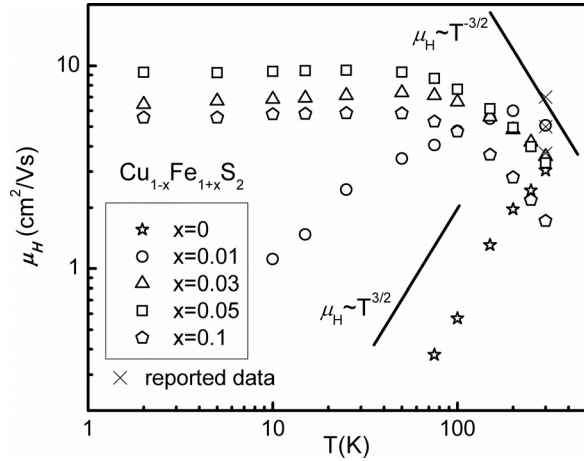 μH~T-3/2
10
Cu1-xFe1+xS2
x=0
x=0.01
x=0.03
x=0.05
x=0.1
reported data
μH~T3/2
μH (cm2/Vs)
1
1
10
100
T(K)